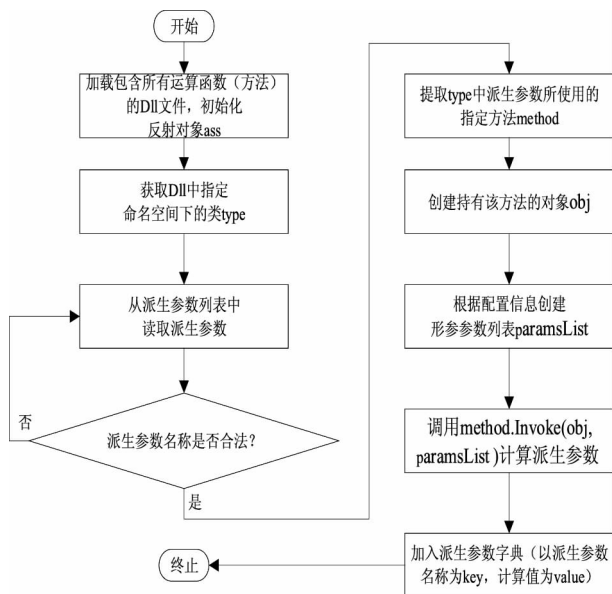 开始
加载包含所有运算函数（方法）
的Dll文件，初始化
反射对象ass
获取Dll中指定
命名空间下的类type
从派生参数列表中
读取派生参数
否
派生参数名称是否合法？
是
提取type中派生参数所使用的
指定方法method
创建持有该方法的对象obj
根据配置信息创建
形参参数列表paramsList
调用method.Invoke(obj,
paramsList )计算派生参数
加入派生参数字典（以派生参数
名称为key，计算值为value）
终止